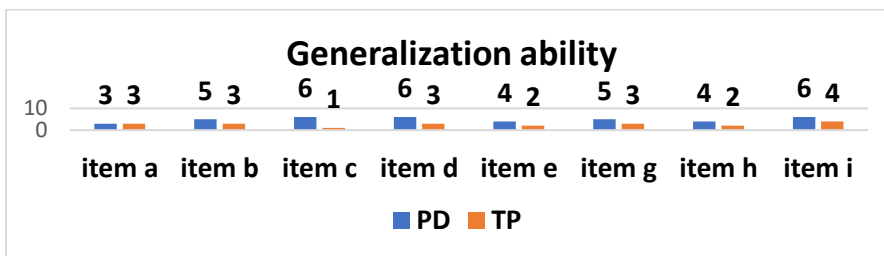 Generalization ability
3 3 5 3 6 1 6 3 4 2 5 3 4 2 6 4
10
0
item a item b item c item d item e item g item h item i
PD TP